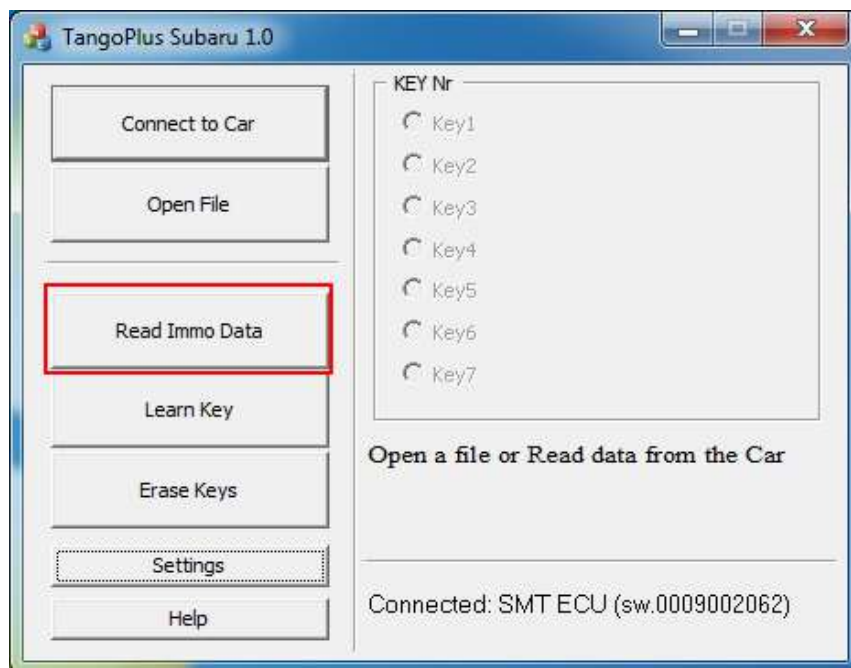 TangoPlus Subaru 1.0
Connect to Car
Open File
Read Immo Data
Learn Key
Erase Keys
Settings
Help
KEY Nr
Key1
Key2
Key3
Key4
Key5
Key6
Key7
Open a file or Read data from the Car
Connected: SMT ECU (sw.0009002062)